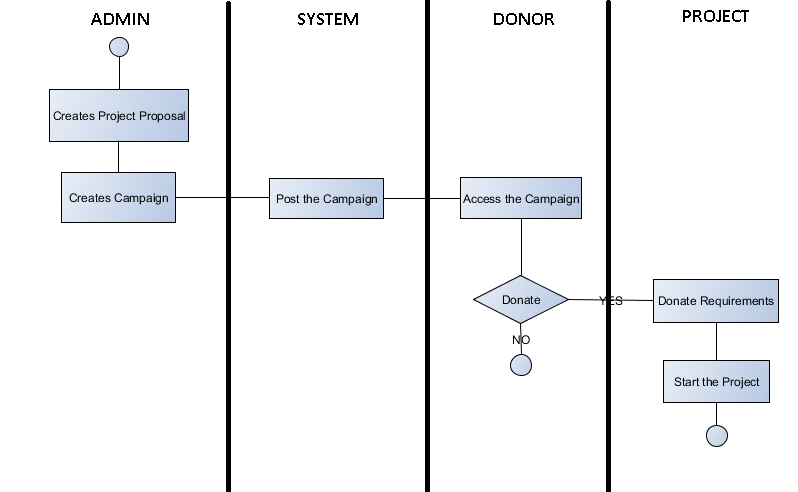 ADMIN
SYSTEM
DONOR
PROJECT
Creates Project Proposal
Creates Campaign
Post the Campaign
Access the Campaign
Donate
YES
Donate Requirements
NO
Start the Project